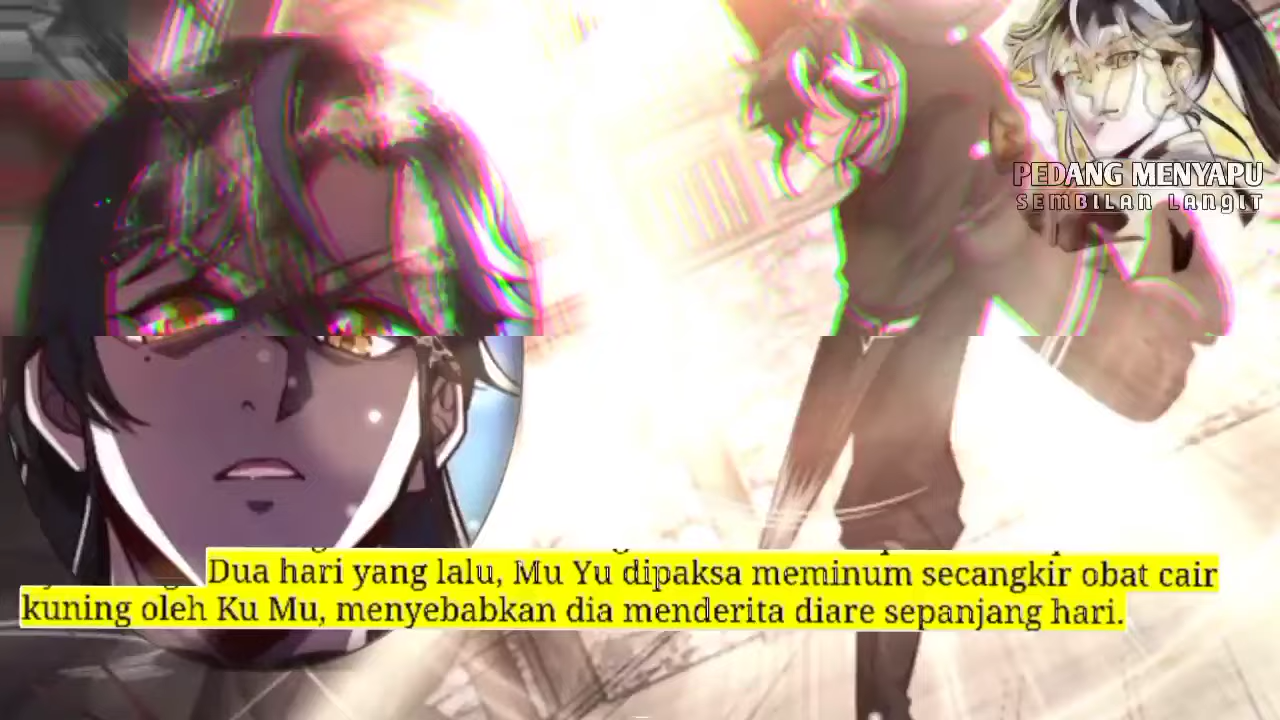 PEDANG MENYAPU
SEMBILAN LANGIT
Dua hari yang lalu, Mu Yu dipaksa meminum secangkir obat cair
kuning oleh Ku Mu, menyebabkan dia menderita diare sepanjang hari.